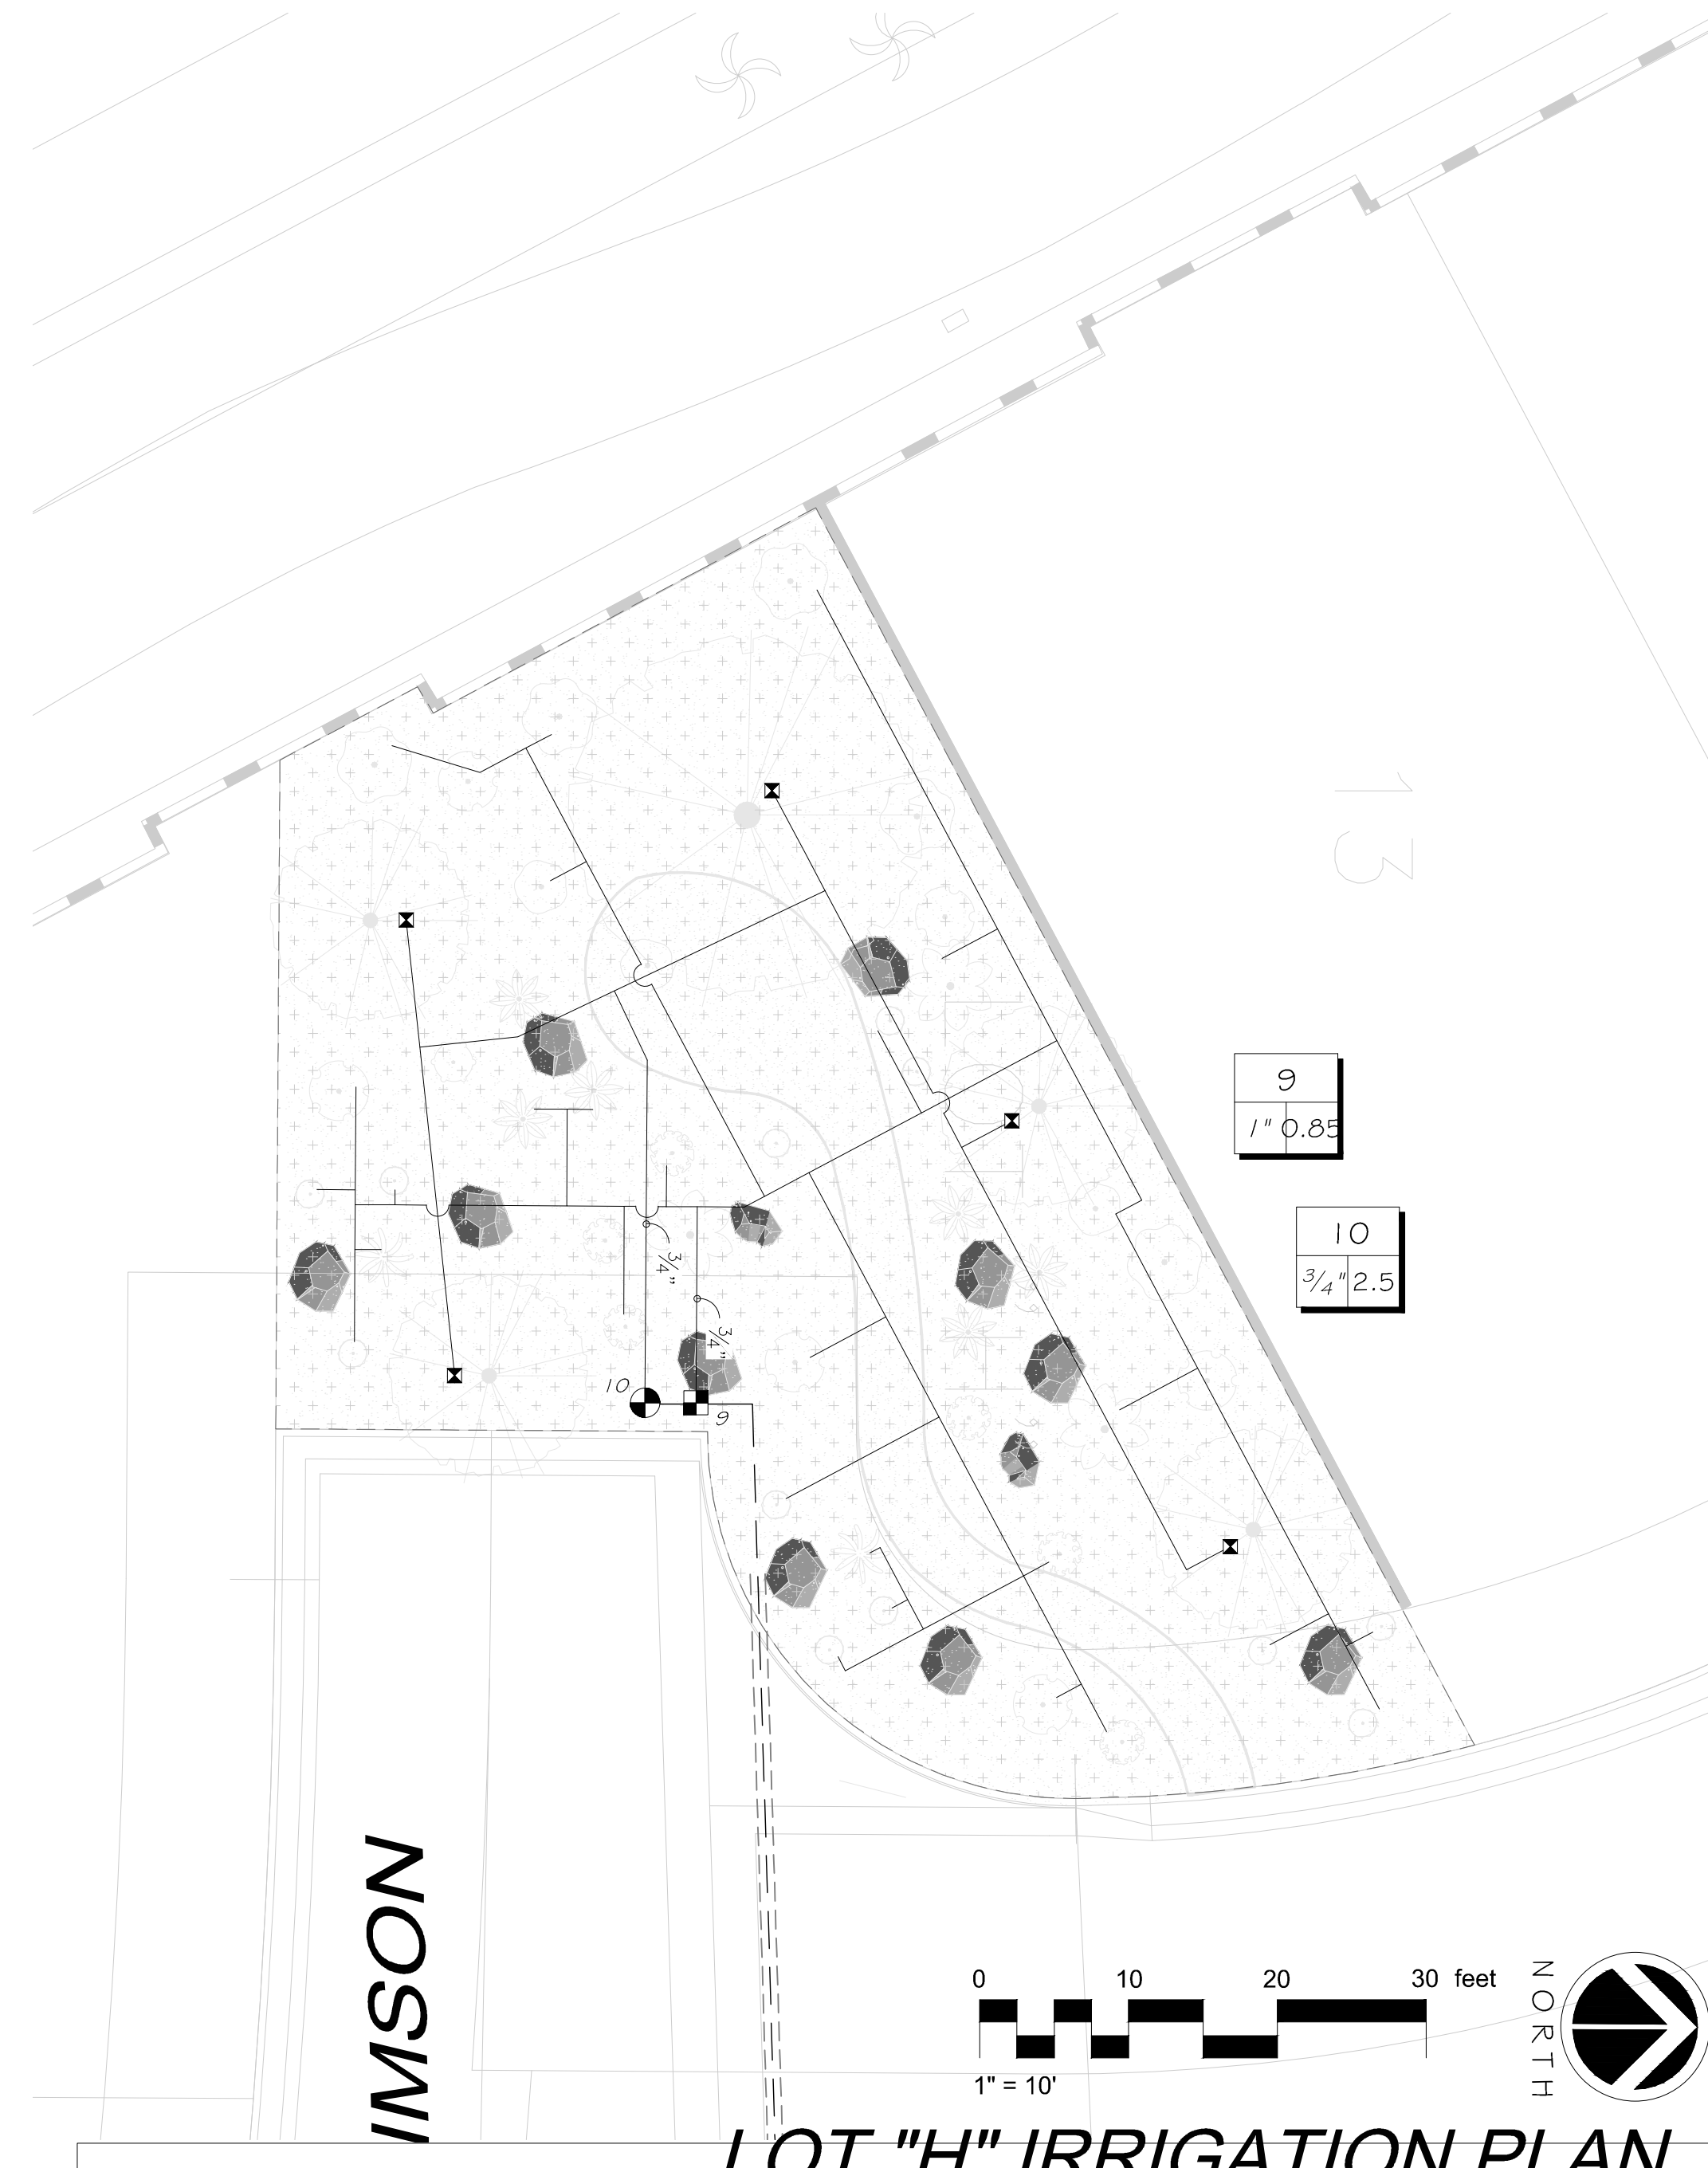 13
9
1" 0.85
10
3/4" 2.5
3/4"
3/4"
10
9
IMSON
0 10 20 30 feet
1" = 10'
NORTH
LOT "H" IRRIGATION PLAN